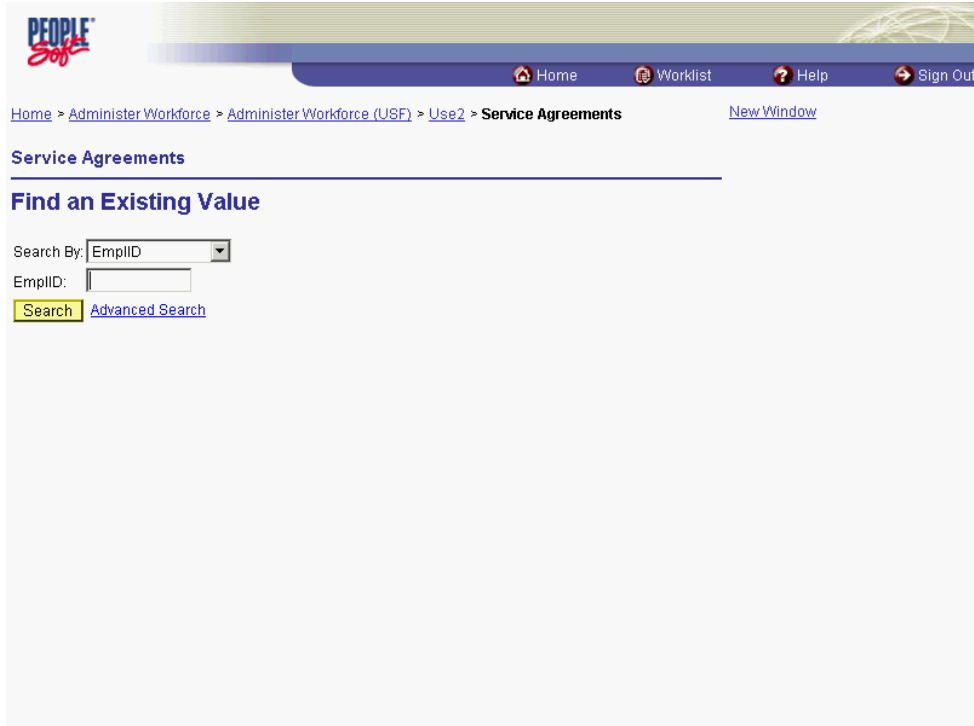 PEOPLE
Soft
Home Worklist Help Sign Out
Home > Administer Workforce > Administer Workforce (USF) > Use2 > Service Agreements New Window
Service Agreements
Find an Existing Value
Search By: EmplID
EmplID:
Search Advanced Search